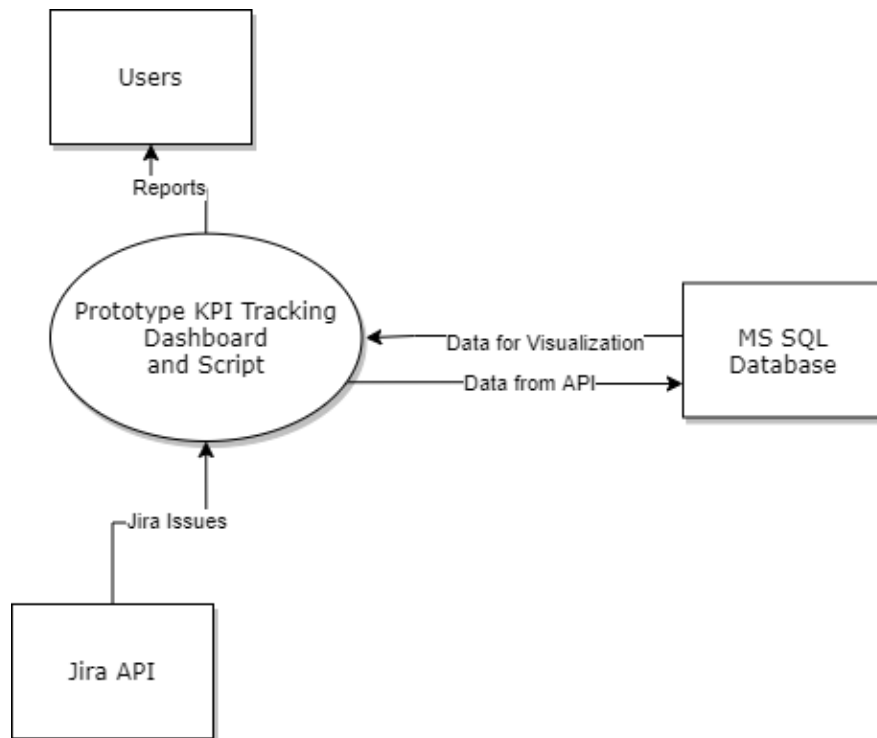 Users
Reports
Prototype KPI Tracking
Dashboard
and Script
Data for Visualization
Data from API
MS SQL
Database
Jira Issues
Jira API